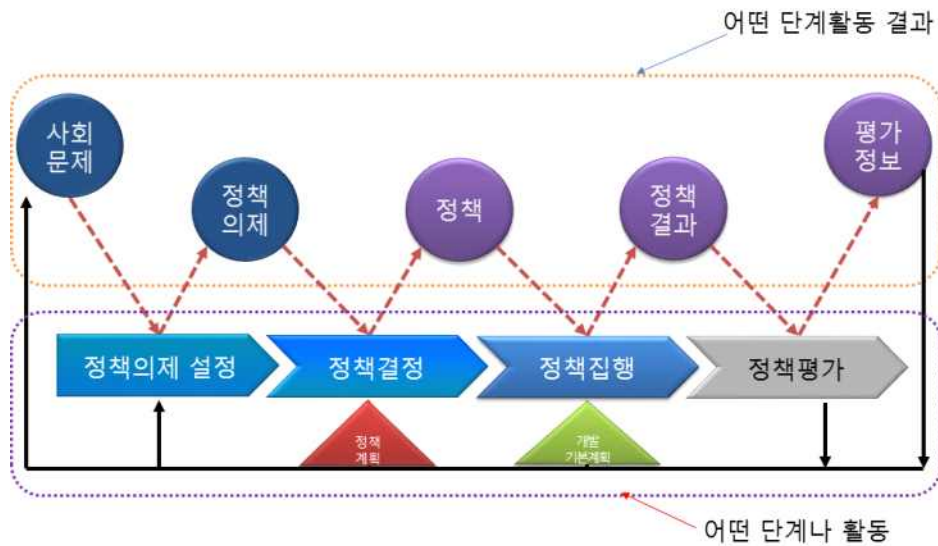 어떤 단계활동 결과
사회
문제
평가
정보
정책
의제
정책
정책
결과
정책의제 설정
정책결정
정책집행
정책평가
정책
계획
개발
기본계획
어떤 단계나 활동